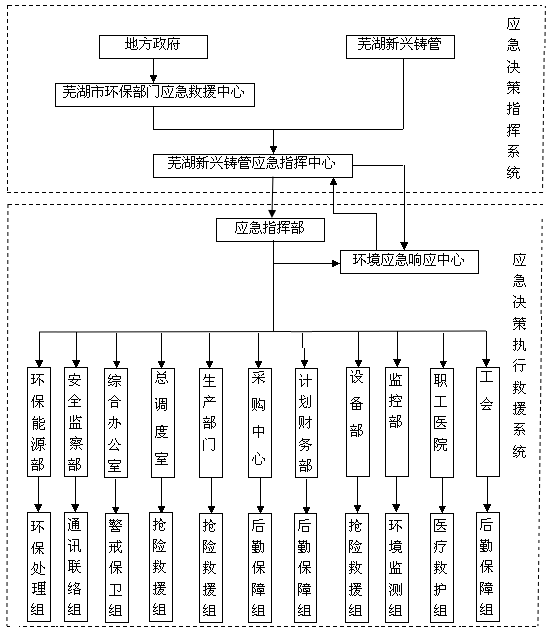 应急决策指挥系统
地方政府
芜湖新兴铸管
芜湖市环保部门应急救援中心
芜湖新兴铸管应急指挥中心
应急决策执行救援系统
应急指挥部
环境应急响应中心
环保能源部
安全监察部
综合办公室
总调度室
生产部门
采购中心
计划财务部
设备部
监控部
职工医院
工会
环保处理组
通讯联络组
警戒保卫组
抢险救援组
抢险救援组
后勤保障组
后勤保障组
抢险救援组
环境监测组
医疗救护组
后勤保障组